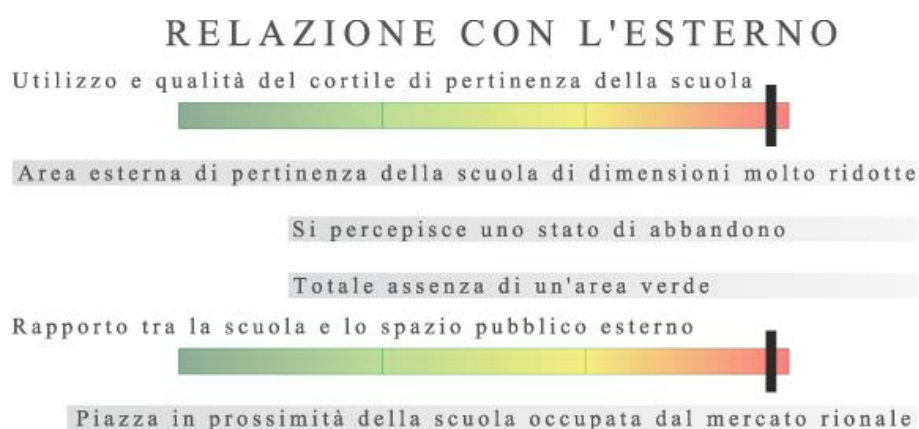 RELAZIONE CON L'ESTERNO
Utilizzo e qualità del cortile di pertinenza della scuola
Area esterna di pertinenza della scuola di dimensioni molto ridotte
Si percepisce uno stato di abbandono
Totale assenza di un'area verde
Rapporto tra la scuola e lo spazio pubblico esterno
Piazza in prossimità della scuola occupata dal mercato rionale